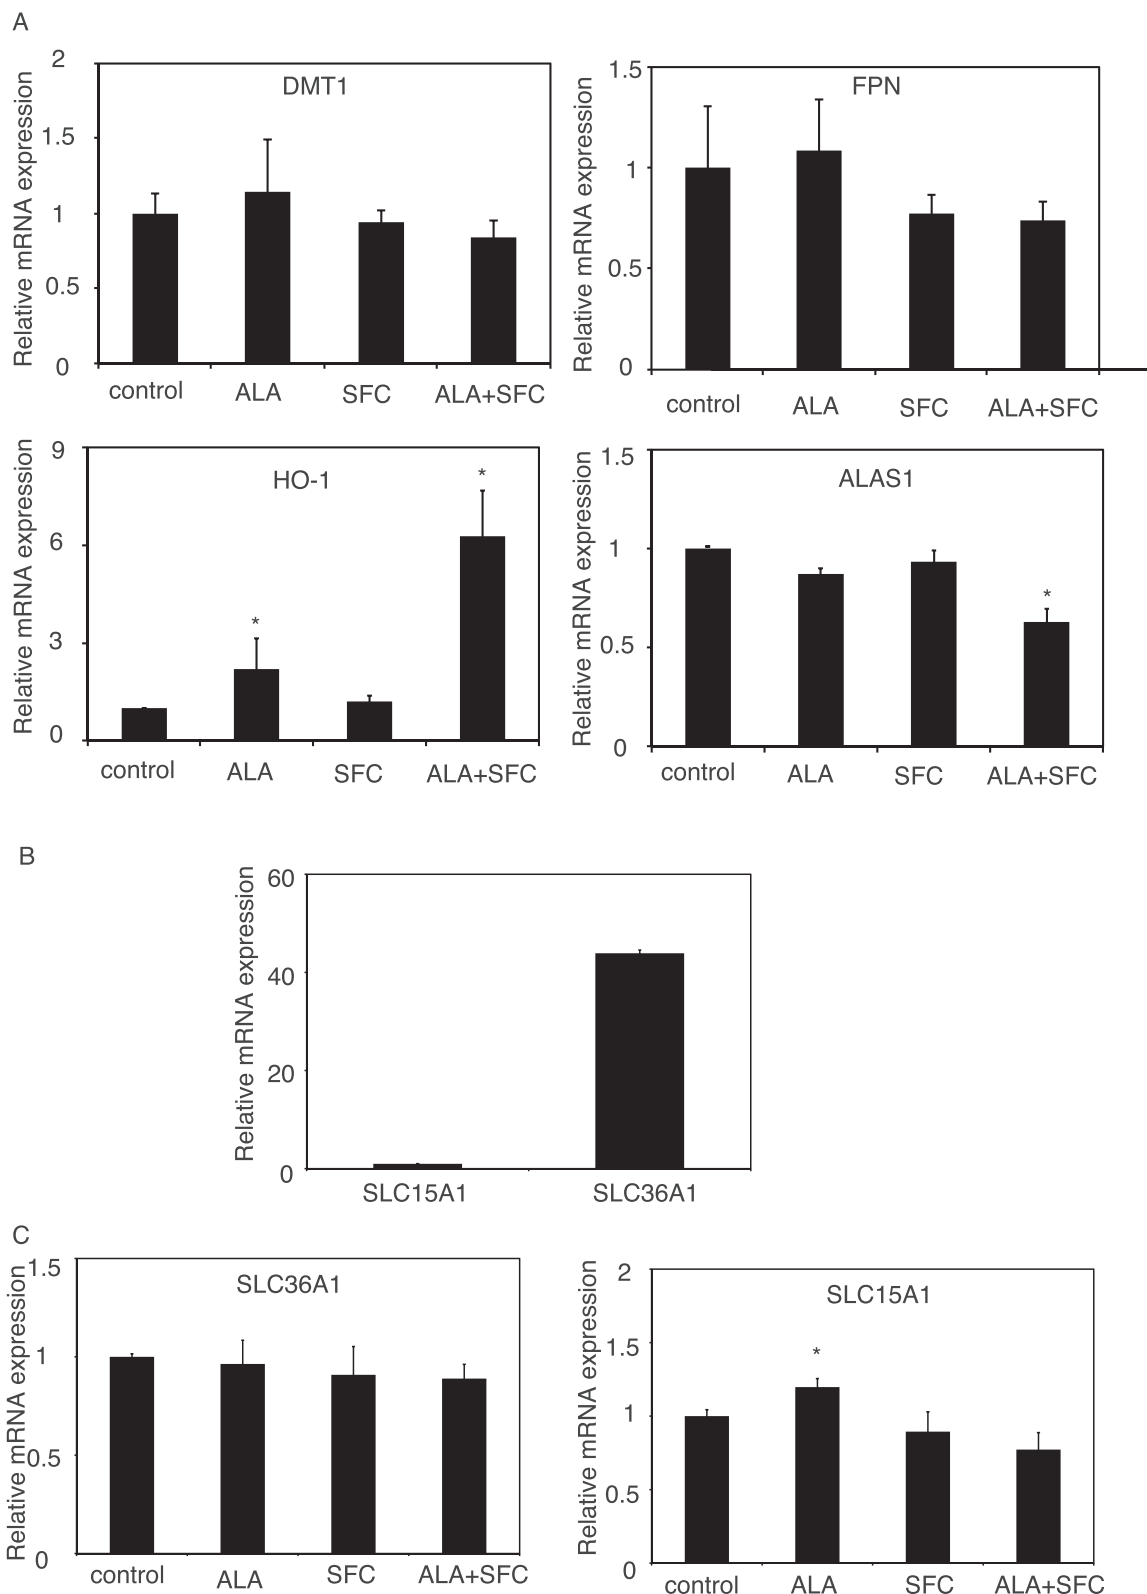 A
DMT1
Relative mRNA expression
2
1.5
1
0.5
0
control ALA SFC ALA+SFC
FPN
Relative mRNA expression
1.5
1
0.5
0
control ALA SFC ALA+SFC
HO-1
Relative mRNA expression
9
6
3
0
*
*
control ALA SFC ALA+SFC
ALAS1
Relative mRNA expression
1.5
1
0.5
0
*
control ALA SFC ALA+SFC
B
Relative mRNA expression
60
40
20
0
SLC15A1 SLC36A1
C
SLC36A1
Relative mRNA expression
1.5
1
0.5
0
control ALA SFC ALA+SFC
SLC15A1
Relative mRNA expression
2
1.5
1
0.5
0
*
control ALA SFC ALA+SFC